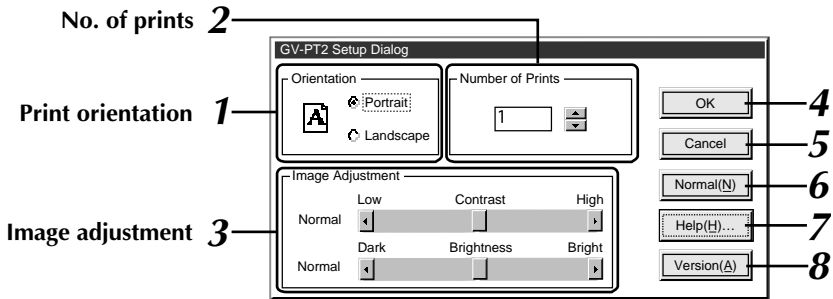 No. of prints 2
GV-PT2 Setup Dialog
Orientation
Number of Prints
Print orientation 1
A
Portrait
Landscape
1
OK 4
Cancel 5
Image Adjustment
Normal(N) 6
Low Contrast High
Normal
Image adjustment 3
Help(H)... 7
Dark Brightness Bright
Normal
Version(A) 8